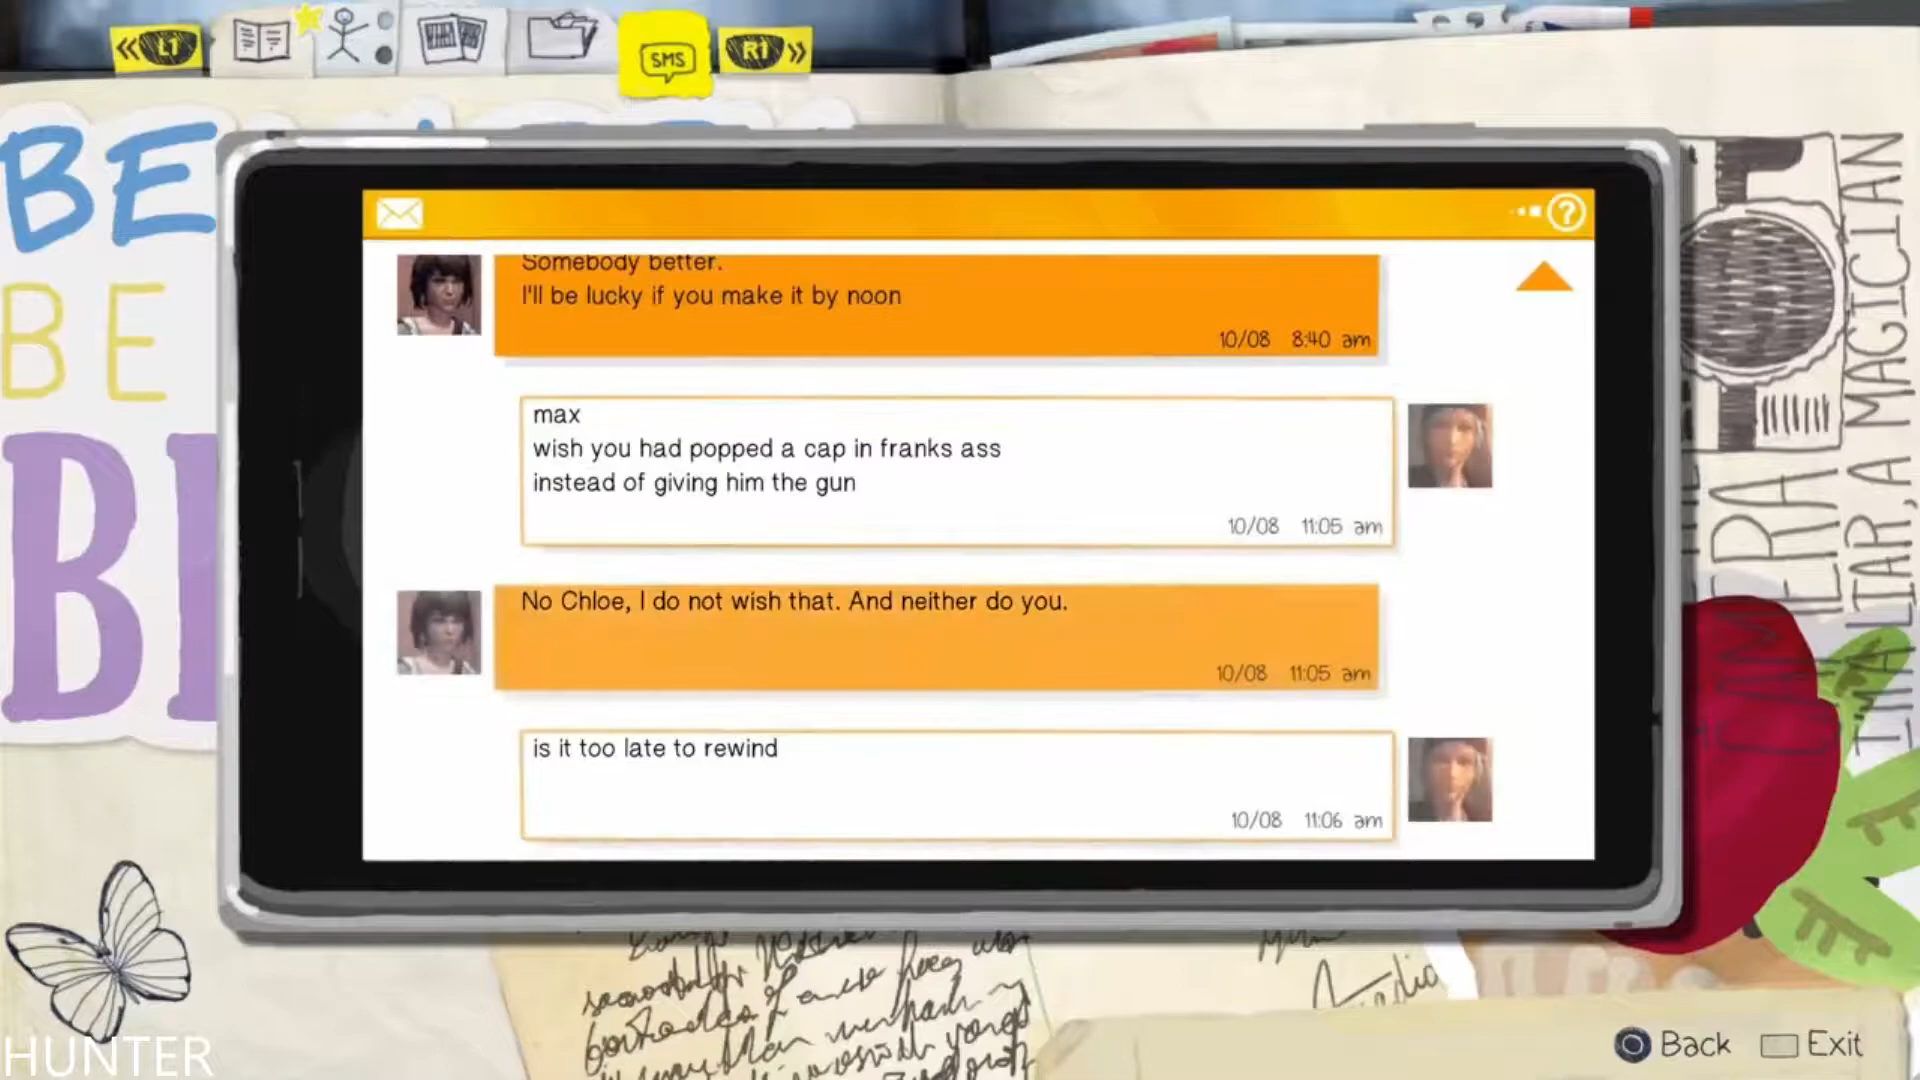 L1
SMS
R1
BE
BE
Somebody better.
I'll be lucky if you make it by noon
10/08 8:40 am
max
wish you had popped a cap in franks ass
instead of giving him the gun
10/08 11:05 am
No Chloe, I do not wish that. And neither do you.
10/08 11:05 am
is it too late to rewind
10/08 11:06 am
LIAR, A MAGICIAN
HUNTER
Back
Exit